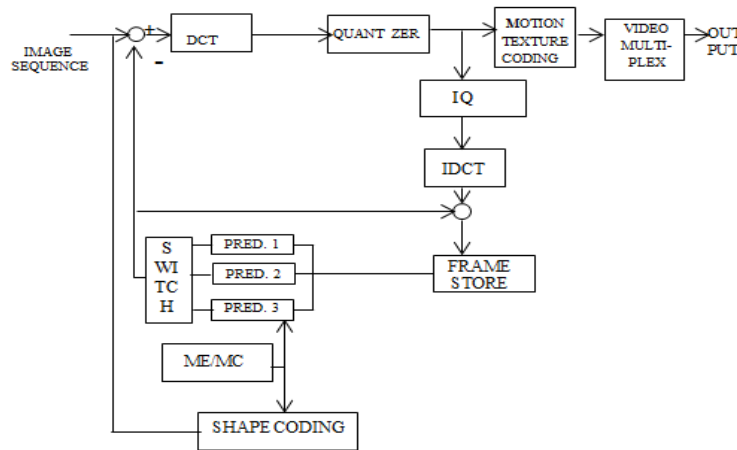 IMAGE
SEQUENCE
±
-
DCT
QUANT ZER
MOTION
TEXTURE
CODING
VIDEO
MULTI-
PLEX
OUT
PUT
IQ
IDCT
S
WI
TC
H
PRED. 1
PRED. 2
PRED. 3
FRAME
STORE
ME/MC
SHAPE CODING